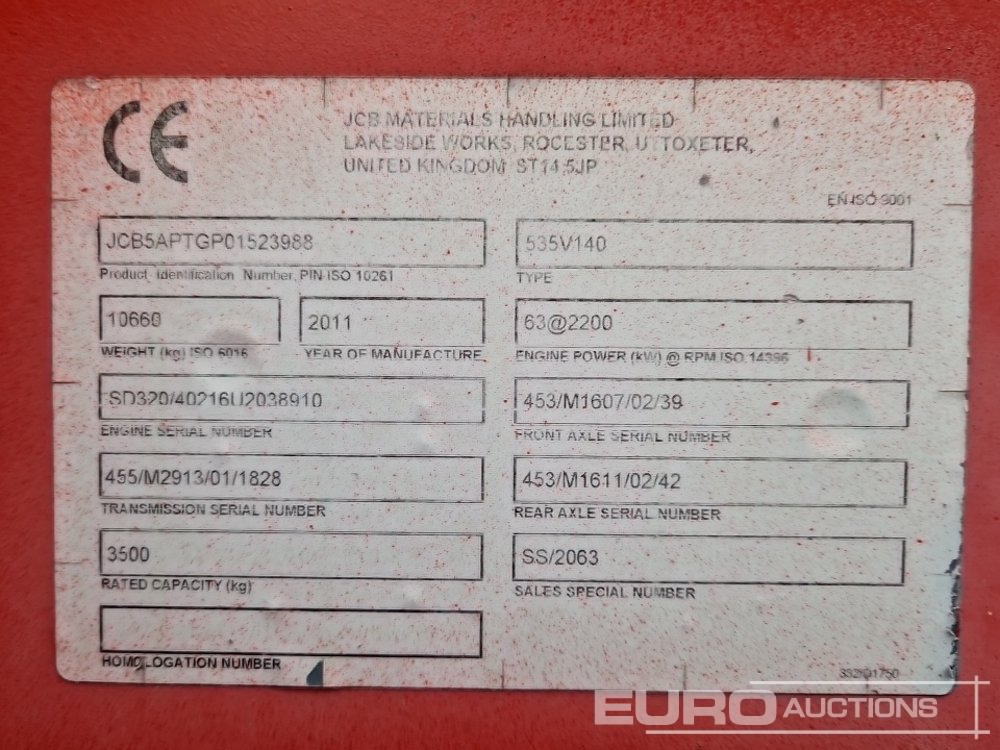 CE
JCB MATERIALS HANDLING LIMITED
LAKESIDE WORKS, ROCESTER, UTTOXETER,
UNITED KINGDOM ST14 5JP
EN ISO 9001
JCB5APTGP01523988
Product Identification Number, PIN ISO 10261
535V140
TYPE
10660
WEIGHT (kg) ISO 6016
2011
YEAR OF MANUFACTURE
63@2200
ENGINE POWER (kW) @ RPM ISO 14396
SD320/40216U2038910
ENGINE SERIAL NUMBER
453/M1607/02/39
FRONT AXLE SERIAL NUMBER
455/M2913/01/1828
TRANSMISSION SERIAL NUMBER
453/M1611/02/42
REAR AXLE SERIAL NUMBER
3500
RATED CAPACITY (kg)
SS/2063
SALES SPECIAL NUMBER
HOMOLOGATION NUMBER
EURO AUCTIONS